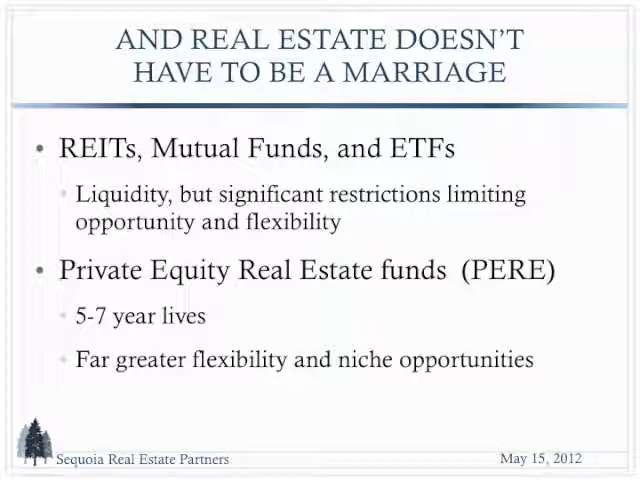 AND REAL ESTATE DOESN'T
HAVE TO BE A MARRIAGE
• REITs, Mutual Funds, and ETFs
• Liquidity, but significant restrictions limiting
opportunity and flexibility
• Private Equity Real Estate funds (PERE)
• 5-7 year lives
• Far greater flexibility and niche opportunities
Sequoia Real Estate Partners
May 15, 2012